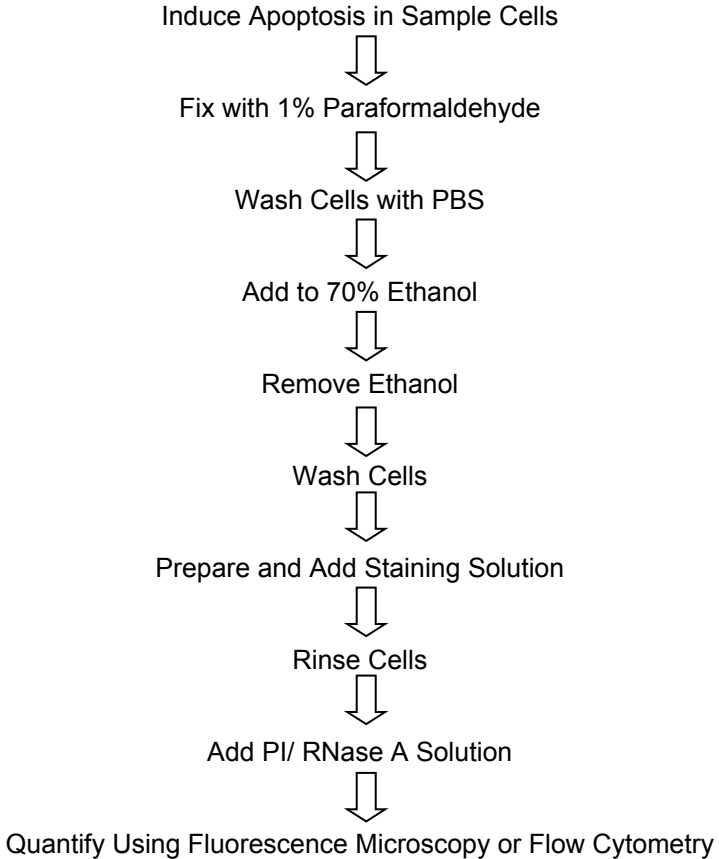 Induce Apoptosis in Sample Cells
Fix with 1% Paraformaldehyde
Wash Cells with PBS
Add to 70% Ethanol
Remove Ethanol
Wash Cells
Prepare and Add Staining Solution
Rinse Cells
Add PI/ RNase A Solution
Quantify Using Fluorescence Microscopy or Flow Cytometry